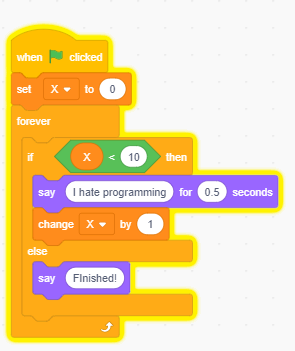 when clicked
set X to 0
forever
if X < 10 then
say I hate programming for 0.5 seconds
change X by 1
else
say FInished!